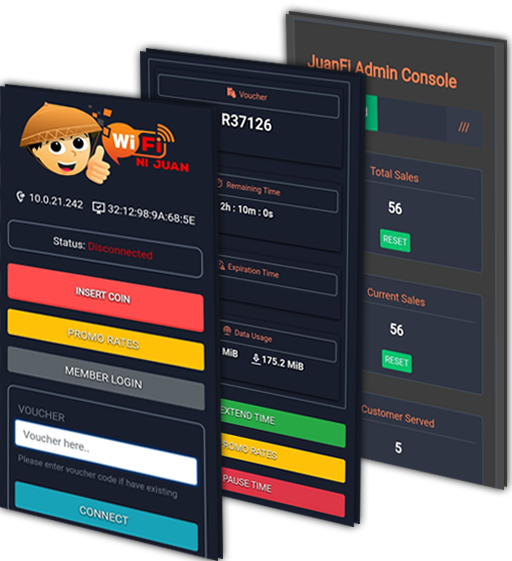 Wi Fi
NI JUAN
10.0.21.242 32:12:98:9A:68:5E
Status: Disconnected
INSERT COIN
PROMO RATES
MEMBER LOGIN
VOUCHER
Voucher here..
Please enter voucher code if have existing
CONNECT
Voucher
R37126
Remaining Time
2h : 10m : 0s
Expiration Time
Data Usage
MiB 175.2 MiB
EXTEND TIME
PROMO RATES
PAUSE TIME
JuanFi Admin Console
Total Sales
56
RESET
Current Sales
56
RESET
Customer Served
5